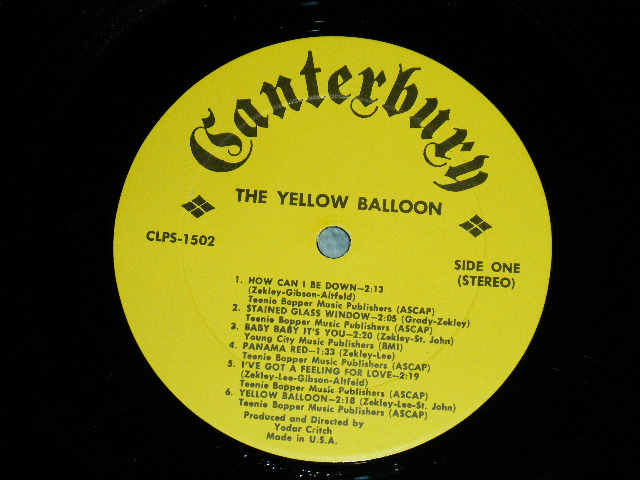 Canterbury
THE YELLOW BALLOON
CLPS-1502
SIDE ONE
(STEREO)
1. HOW CAN I BE DOWN—2:13
(Zekley-Gibson-Altfeld)
Teenie Bopper Music Publishers (ASCAP)
2. STAINED GLASS WINDOW—2:05 (Grady-Zekley)
Teenie Bopper Music Publishers (ASCAP)
3. BABY BABY IT'S YOU—2:20 (Zekley-St. John)
Young City Music Publishers (BMI)
4. PANAMA RED—1:33 (Zekley-Lee)
Teenie Bopper Music Publishers (ASCAP)
5. I'VE GOT A FEELING FOR LOVE—2:19
(Zekley-Lee-Gibson-Altfeld)
Teenie Bopper Music Publishers (ASCAP)
6. YELLOW BALLOON—2:18 (Zekley-Lee-St. John)
Teenie Bopper Music Publishers (ASCAP)
Produced and Directed by
Yodar Critch
Made in U.S.A.